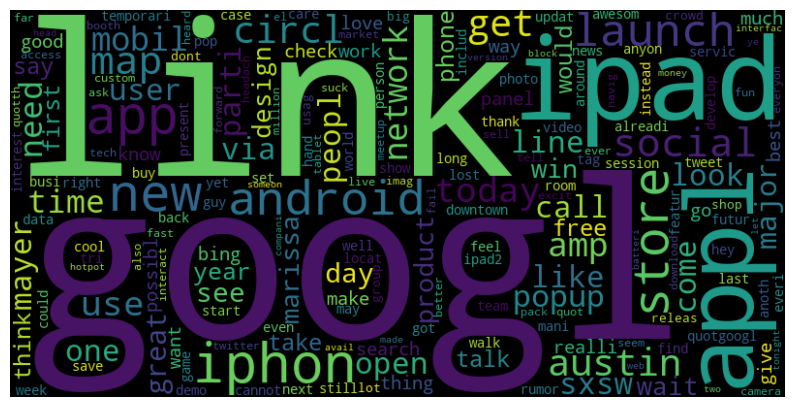 link
ipad
googl
appl
app
new
android
iphon
store
get
launch
circl
mobil
map
user
need
first
say
good
far
temporari
booth
access
pop
parti
know
tech
ask
custom
buy
via
design
check
work
love
case
el
care
market
big
suck
million
peopl
person
hand
usag
tablet
meetup
world
show
network
phone
includ
way
photo
panel
thank
sell
long
line
video
ever
tell
would
news
around
servic
updat
awesom
crowd
anyon
instead
develop
navig
block
version
money
fun
interfac
ye
everyon
social
alreadi
win
tag
session
tweet
best
look
major
today
call
room
free
amp
downtown
lost
like
popup
mani
pack
quot
better
product
fail
live
imag
someon
set
yet
guy
right
busi
time
data
back
fast
cool
tri
hotpot
also
interact
could
use
thinkmayer
possibl
great
want
one
save
week
demo
game
twitter
even
take
cannot
next
still
lot
open
search
thing
got
made
avail
talk
walk
team
feel
ipad2
well
locat
group
may
make
day
bing
year
see
start
marissa
compani
austin
sxsw
wait
realli
seem
web
two
rumor
find
give
camera
tonight
quotgoogl
releas
last
come
go
shop
futur
featur
download
hey
let
anoth
everi
batteri
interest
quoth
present
forward
heard
head
headach
dont